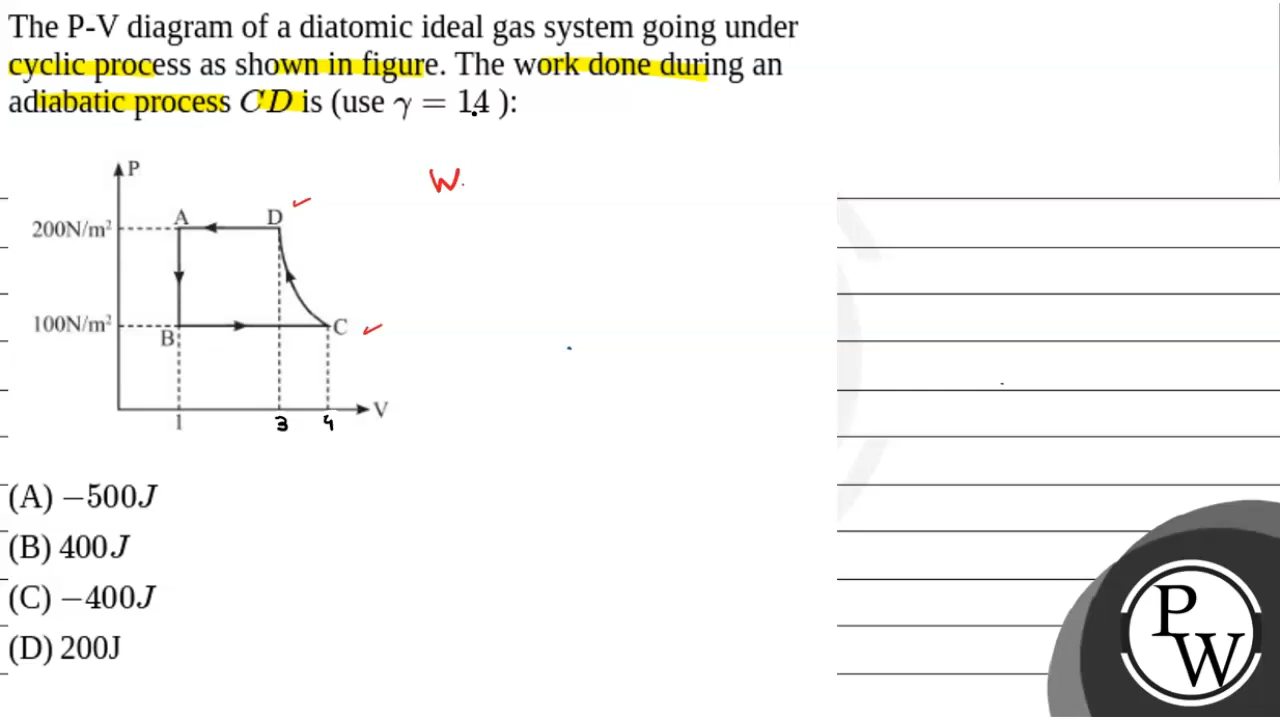 The P-V diagram of a diatomic ideal gas system going under
cyclic process as shown in figure. The work done during an
adiabatic process CD is (use γ = 1.4 ):
P
W.
A D
200N/m²
100N/m²
B C
V
1 3 4
(A) −500J
(B) 400J
(C) −400J
(D) 200J
P
W